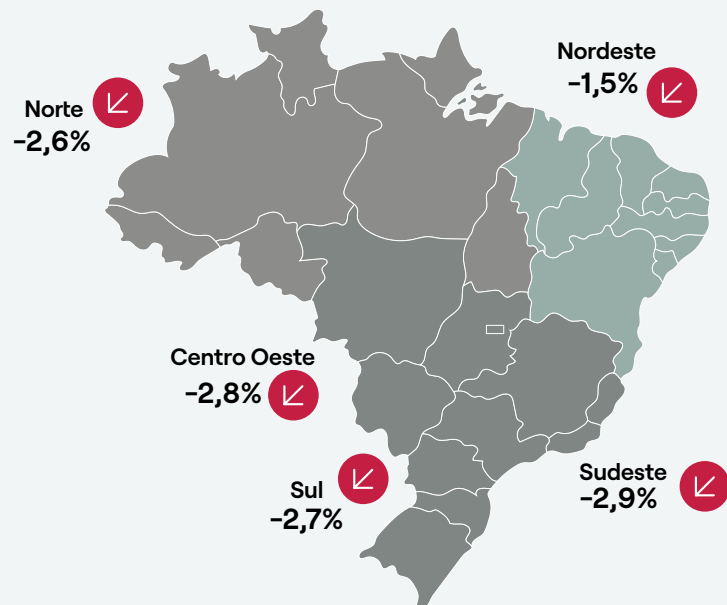 Nordeste
-1,5%
Norte
-2,6%
Centro Oeste
-2,8%
Sul
-2,7%
Sudeste
-2,9%